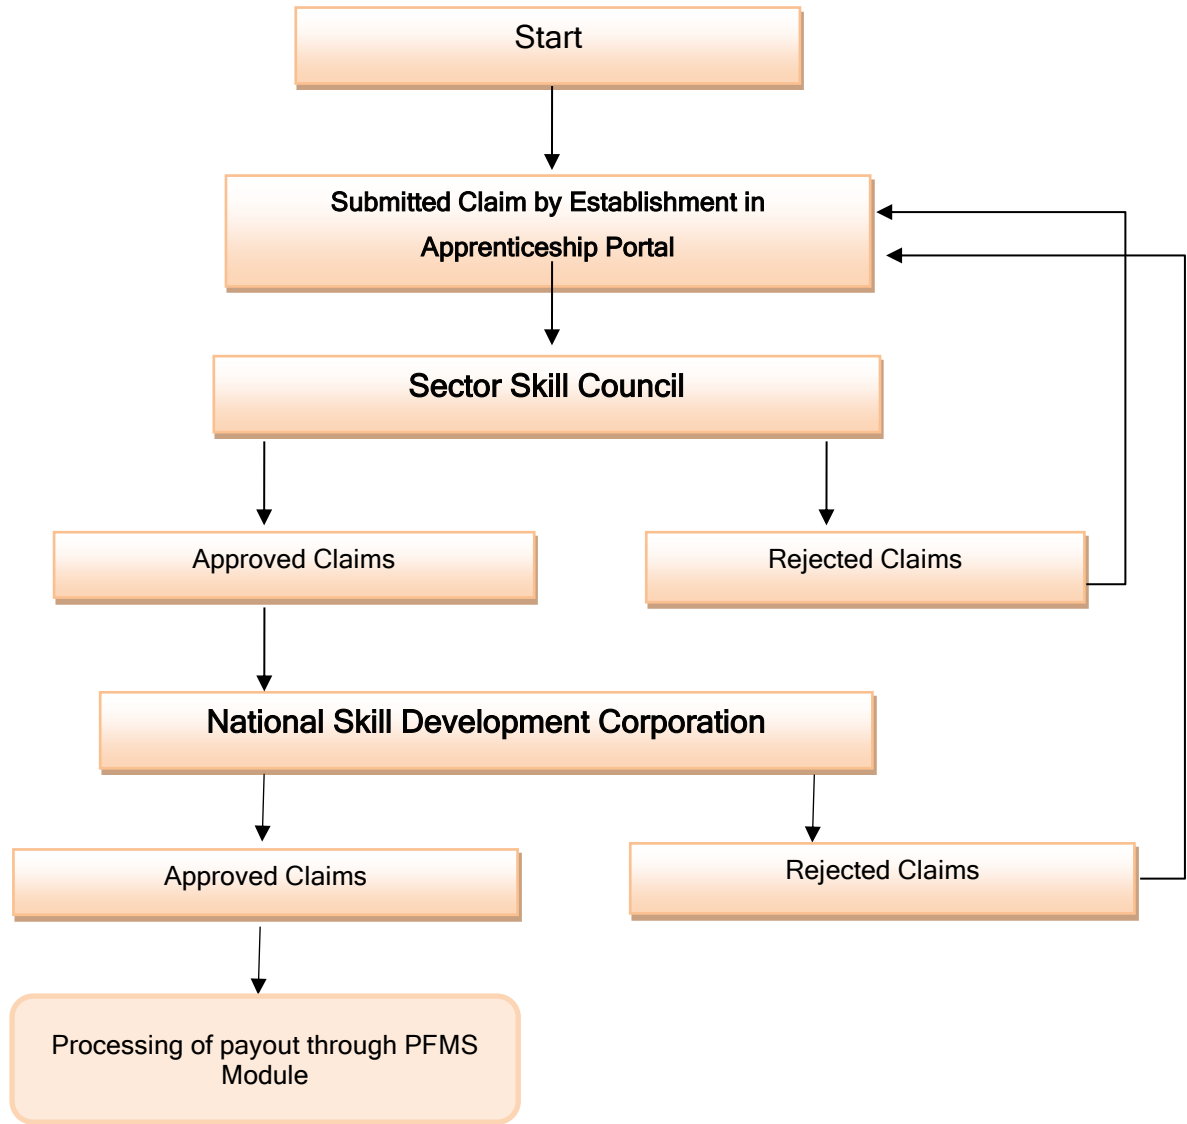 Start
Submitted Claim by Establishment in
Apprenticeship Portal
Sector Skill Council
Approved Claims
Rejected Claims
National Skill Development Corporation
Approved Claims
Rejected Claims
Processing of payout through PFMS
Module